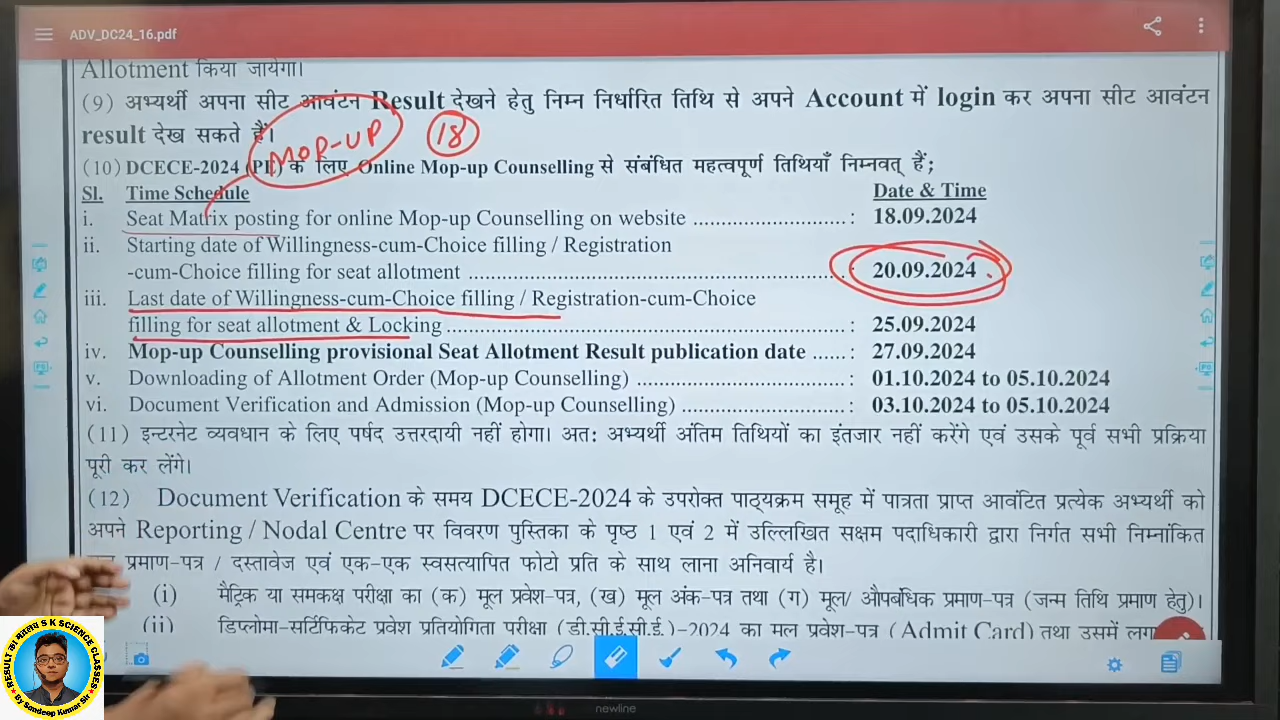 ADV_DC24_16.pdf
Allotment किया जायेगा।
(9) अभ्यर्थी अपना सीट आवंटन Result देखने हेतु निम्न निर्धारित तिथि से अपने Account में login कर अपना सीट आवंटन
result देख सकते हैं।
MOP-UP 18
(10) DCECE-2024 (PE) के लिए Online Mop-up Counselling से संबंधित महत्वपूर्ण तिथियाँ निम्नवत् हैं;
Sl. Time Schedule Date & Time
i. Seat Matrix posting for online Mop-up Counselling on website .......................... : 18.09.2024
ii. Starting date of Willingness-cum-Choice filling / Registration
-cum-Choice filling for seat allotment ................................................................ : 20.09.2024
iii. Last date of Willingness-cum-Choice filling / Registration-cum-Choice
filling for seat allotment & Locking .................................................................... : 25.09.2024
iv. Mop-up Counselling provisional Seat Allotment Result publication date ...... : 27.09.2024
v. Downloading of Allotment Order (Mop-up Counselling) ................................... : 01.10.2024 to 05.10.2024
vi. Document Verification and Admission (Mop-up Counselling) ........................... : 03.10.2024 to 05.10.2024
(11) इन्टरनेट व्यवधान के लिए पर्षद उत्तरदायी नहीं होगा। अतः अभ्यर्थी अंतिम तिथियों का इंतजार नहीं करेंगे एवं उसके पूर्व सभी प्रक्रिया
पूरी कर लेंगे।
(12) Document Verification के समय DCECE-2024 के उपरोक्त पाठ्यक्रम समूह में पात्रता प्राप्त आवंटित प्रत्येक अभ्यर्थी को
अपने Reporting / Nodal Centre पर विवरण पुस्तिका के पृष्ठ 1 एवं 2 में उल्लिखित सक्षम पदाधिकारी द्वारा निर्गत सभी निम्नांकित
प्रमाण-पत्र / दस्तावेज एवं एक-एक स्वसत्यापित फोटो प्रति के साथ लाना अनिवार्य है।
(i) मैट्रिक या समकक्ष परीक्षा का (क) मूल प्रवेश-पत्र, (ख) मूल अंक-पत्र तथा (ग) मूल/ औपबंधिक प्रमाण-पत्र (जन्म तिथि प्रमाण हेतु)।
(ii) डिप्लोमा-सर्टिफिकेट प्रवेश प्रतियोगिता परीक्षा (डी.सी.ई.सी.ई.)-2024 का मूल प्रवेश-पत्र (Admit Card) तथा उसमें
RESULT का मतलब S K SCIENCE CLASSES
By Sandeep Kumar Sir
newline